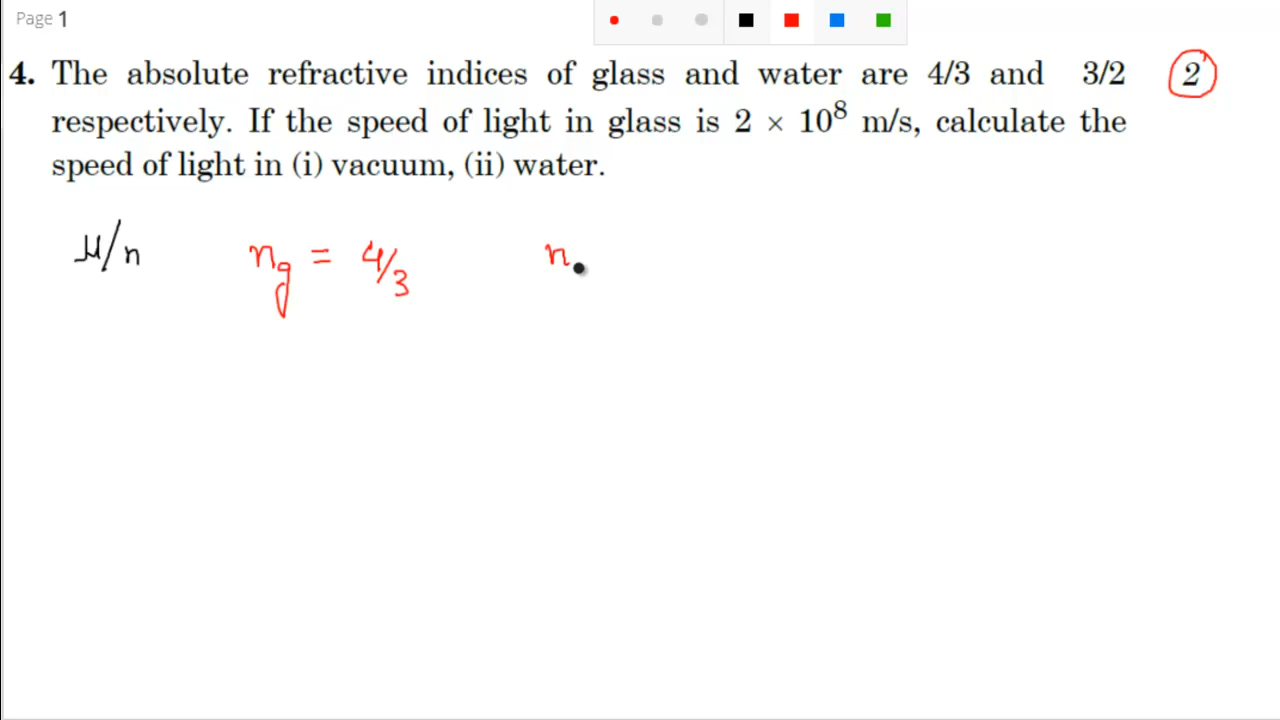 Page 1
4. The absolute refractive indices of glass and water are 4/3 and 3/2 2
respectively. If the speed of light in glass is 2 × 10⁸ m/s, calculate the
speed of light in (i) vacuum, (ii) water.
μ/n n_g = 4/3 n